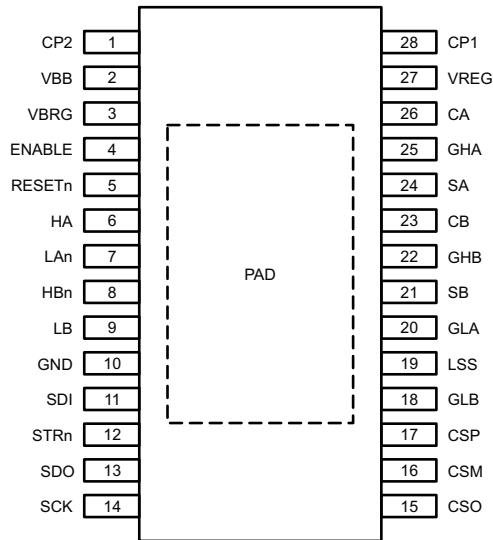 CP2 1 28 CP1
VBB 2 27 VREG
VBRG 3 26 CA
ENABLE 4 25 GHA
RESETn 5 24 SA
HA 6 23 CB
LAn 7 22 GHB
PAD
HBn 8 21 SB
LB 9 20 GLA
GND 10 19 LSS
SDI 11 18 GLB
STRn 12 17 CSP
SDO 13 16 CSM
SCK 14 15 CSO